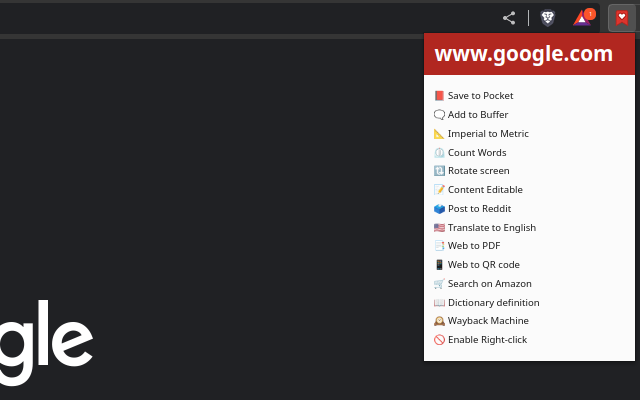 www.google.com
Save to Pocket
Add to Buffer
Imperial to Metric
Count Words
Rotate screen
Content Editable
Post to Reddit
Translate to English
Web to PDF
Web to QR code
Search on Amazon
Dictionary definition
Wayback Machine
Enable Right-click
gle